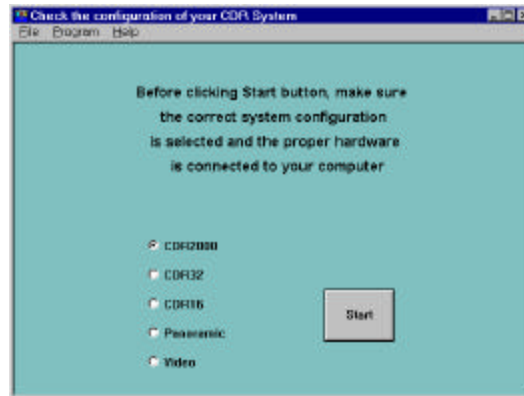 Check the configuration of your CDR System
File Program Help
Before clicking Start button, make sure
the correct system configuration
is selected and the proper hardware
is connected to your computer
CDR2000
CDR32
CDR16
Panoramic
Video
Start